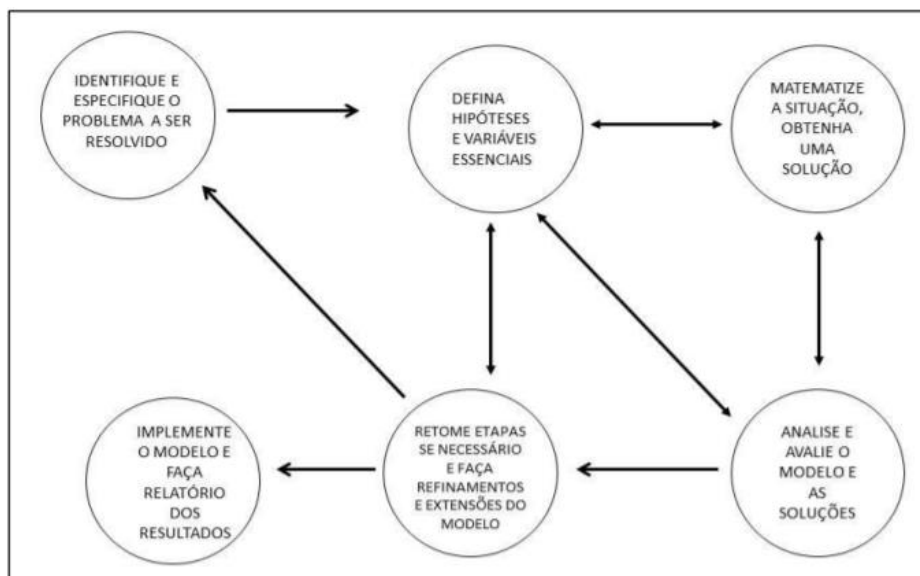 IDENTIFIQUE E
ESPECIFIQUE O
PROBLEMA A SER
RESOLVIDO
DEFINA
HIPÓTESES
E VARIÁVEIS
ESSENCIAIS
MATEMATIZE
A SITUAÇÃO,
OBTENHA
UMA
SOLUÇÃO
IMPLEMENTE
O MODELO E
FAÇA
RELATÓRIO
DOS
RESULTADOS
RETOME ETAPAS
SE NECESSÁRIO
E FAÇA
REFINAMENTOS
E EXTENSÕES DO
MODELO
ANALISE E
AVALIE O
MODELO E
AS
SOLUÇÕES